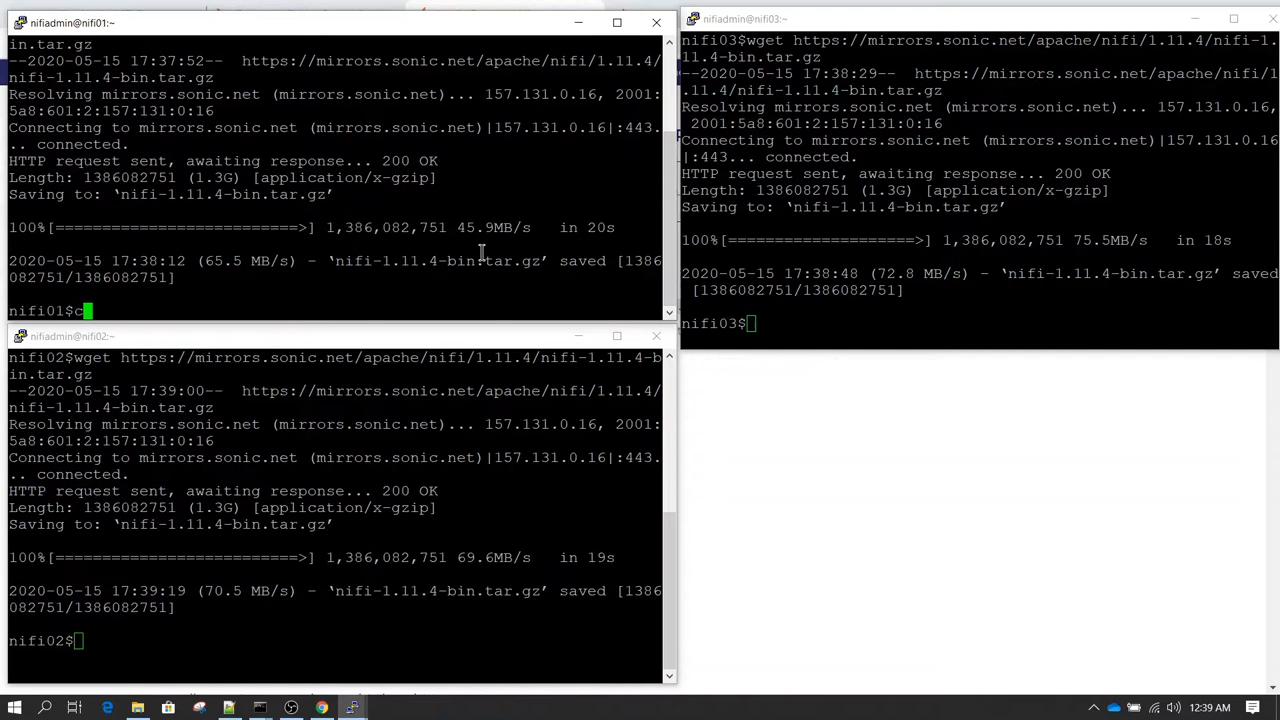 nifiadmin@nifi01:~
in.tar.gz
--2020-05-15 17:37:52--  https://mirrors.sonic.net/apache/nifi/1.11.4/
nifi-1.11.4-bin.tar.gz
Resolving mirrors.sonic.net (mirrors.sonic.net)... 157.131.0.16, 2001:
5a8:601:2:157:131:0:16
Connecting to mirrors.sonic.net (mirrors.sonic.net)|157.131.0.16|:443.
.. connected.
HTTP request sent, awaiting response... 200 OK
Length: 1386082751 (1.3G) [application/x-gzip]
Saving to: ‘nifi-1.11.4-bin.tar.gz’
100%[==========================>] 1,386,082,751 45.9MB/s   in 20s
2020-05-15 17:38:12 (65.5 MB/s) - ‘nifi-1.11.4-bin.tar.gz’ saved [1386
082751/1386082751]
nifi01$c
nifiadmin@nifi02:~
nifi02$wget https://mirrors.sonic.net/apache/nifi/1.11.4/nifi-1.11.4-b
in.tar.gz
--2020-05-15 17:39:00--  https://mirrors.sonic.net/apache/nifi/1.11.4/
nifi-1.11.4-bin.tar.gz
Resolving mirrors.sonic.net (mirrors.sonic.net)... 157.131.0.16, 2001:
5a8:601:2:157:131:0:16
Connecting to mirrors.sonic.net (mirrors.sonic.net)|157.131.0.16|:443.
.. connected.
HTTP request sent, awaiting response... 200 OK
Length: 1386082751 (1.3G) [application/x-gzip]
Saving to: ‘nifi-1.11.4-bin.tar.gz’
100%[==========================>] 1,386,082,751 69.6MB/s   in 19s
2020-05-15 17:39:19 (70.5 MB/s) - ‘nifi-1.11.4-bin.tar.gz’ saved [1386
082751/1386082751]
nifi02$
nifiadmin@nifi03:~
nifi03$wget https://mirrors.sonic.net/apache/nifi/1.11.4/nifi-1.
11.4-bin.tar.gz
--2020-05-15 17:38:29--  https://mirrors.sonic.net/apache/nifi/1
.11.4/nifi-1.11.4-bin.tar.gz
Resolving mirrors.sonic.net (mirrors.sonic.net)... 157.131.0.16,
 2001:5a8:601:2:157:131:0:16
Connecting to mirrors.sonic.net (mirrors.sonic.net)|157.131.0.16
|:443... connected.
HTTP request sent, awaiting response... 200 OK
Length: 1386082751 (1.3G) [application/x-gzip]
Saving to: ‘nifi-1.11.4-bin.tar.gz’
100%[====================>] 1,386,082,751 75.5MB/s   in 18s
2020-05-15 17:38:48 (72.8 MB/s) - ‘nifi-1.11.4-bin.tar.gz’ saved
 [1386082751/1386082751]
nifi03$
12:39 AM